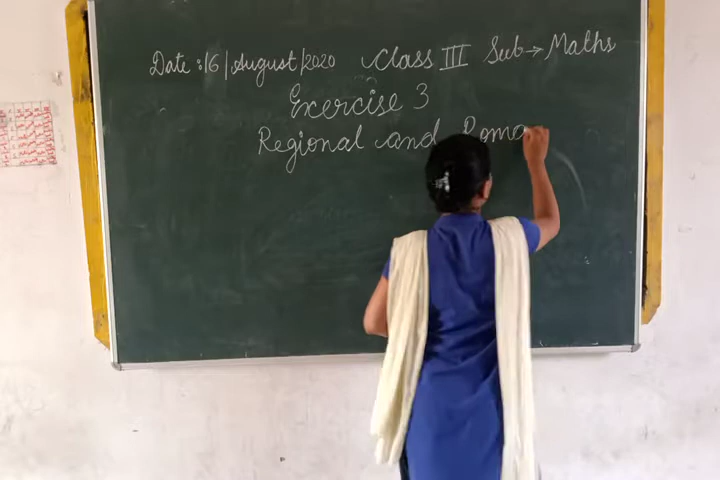 Date :16/August/2020 Class III Sub→Maths
Exercise 3
Regional and Roma